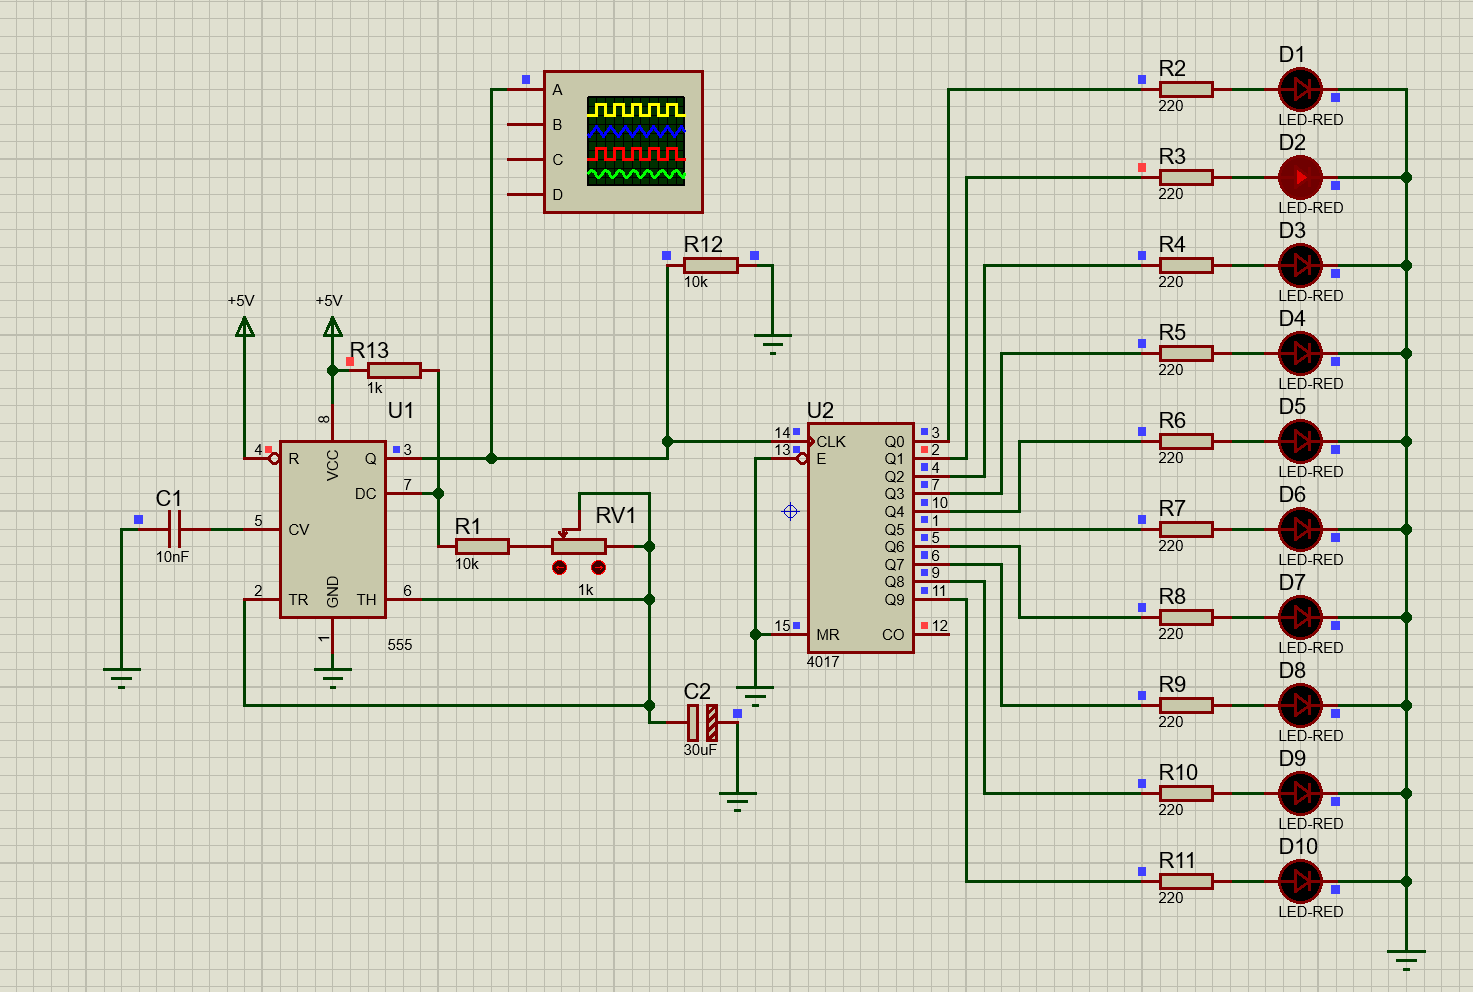 A
B
C
D
+5V
+5V
R13
1k
U1
8
4
R
VCC
Q
3
DC
7
C1
10nF
5
CV
2
TR
GND
TH
6
1
555
R1
10k
RV1
1k
C2
30uF
R12
10k
U2
14
CLK
13
E
15
MR
4017
Q0
3
Q1
2
Q2
4
Q3
7
Q4
10
Q5
1
Q6
5
Q7
6
Q8
9
Q9
11
CO
12
R2
220
D1
LED-RED
R3
220
D2
LED-RED
R4
220
D3
LED-RED
R5
220
D4
LED-RED
R6
220
D5
LED-RED
R7
220
D6
LED-RED
R8
220
D7
LED-RED
R9
220
D8
LED-RED
R10
220
D9
LED-RED
R11
220
D10
LED-RED